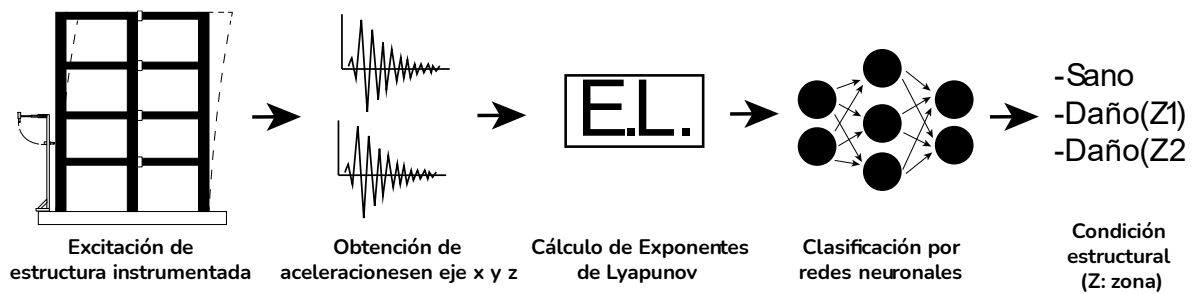 E.L.
-Sano
-Daño(Z1)
-Daño(Z2
Excitación de
estructura instrumentada
Obtención de
aceleracionesen eje x y z
Cálculo de Exponentes
de Lyapunov
Clasificación por
redes neuronales
Condición
estructural
(Z: zona)